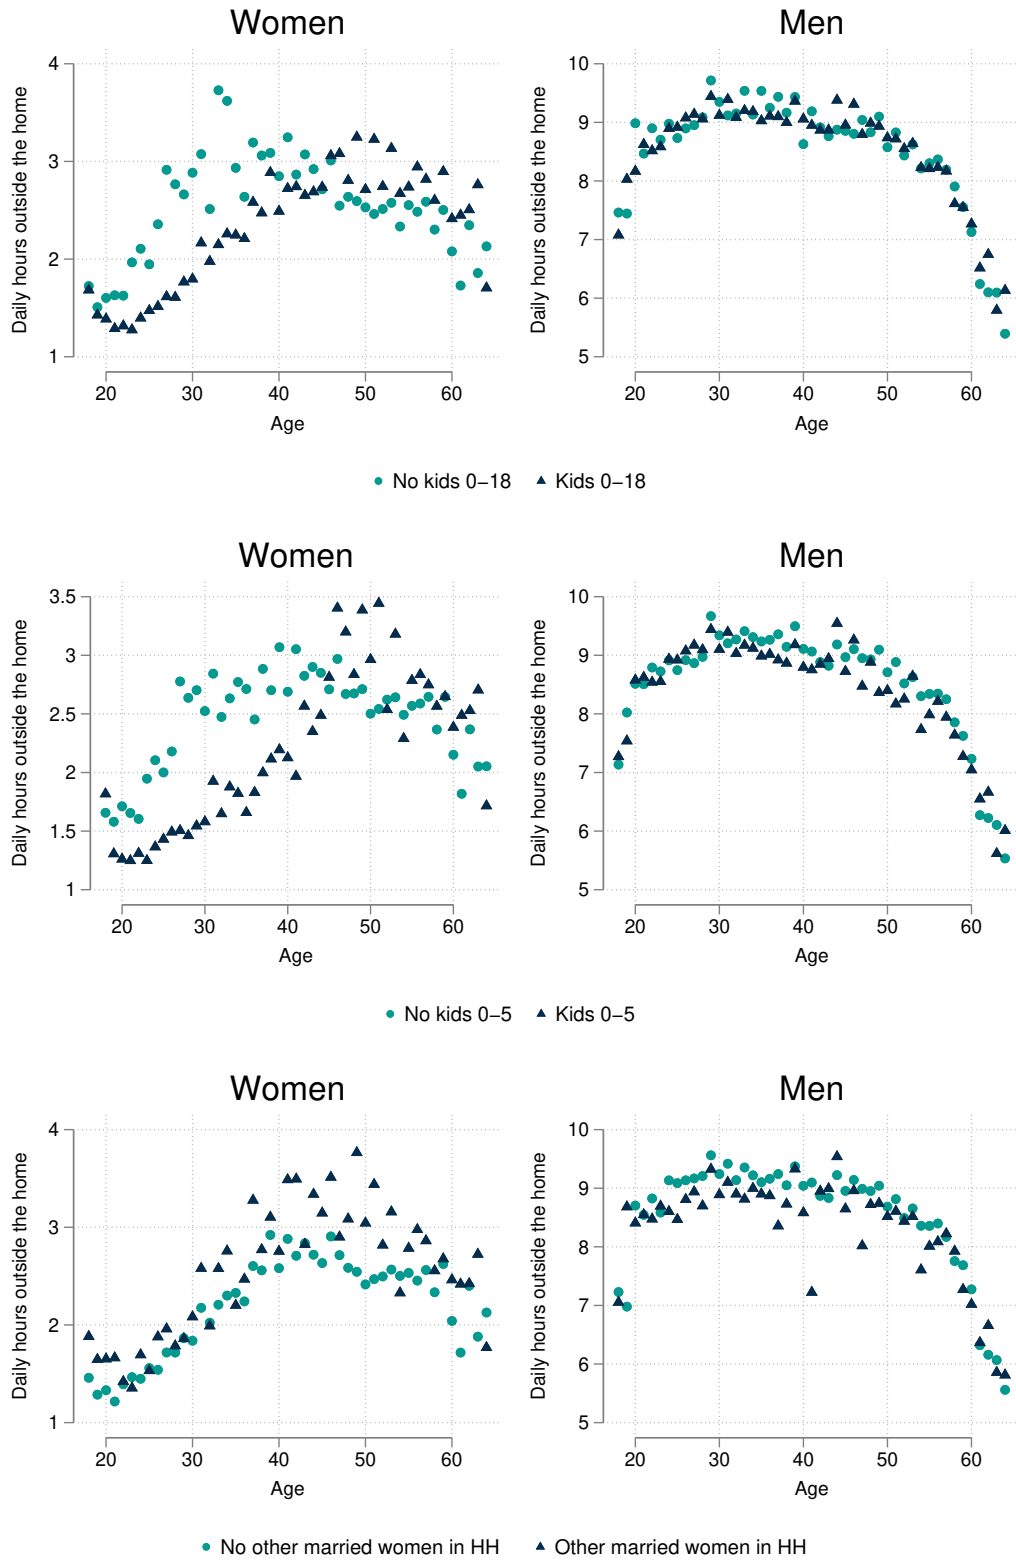 Women
Men
Daily hours outside the home
4
3
2
1
20
30
40
50
60
Age
Daily hours outside the home
10
9
8
7
6
5
20
30
40
50
60
Age
No kids 0−18
Kids 0−18
Women
Men
Daily hours outside the home
3.5
3
2.5
2
1.5
1
20
30
40
50
60
Age
Daily hours outside the home
10
9
8
7
6
5
20
30
40
50
60
Age
No kids 0−5
Kids 0−5
Women
Men
Daily hours outside the home
4
3
2
1
20
30
40
50
60
Age
Daily hours outside the home
10
9
8
7
6
5
20
30
40
50
60
Age
No other married women in HH
Other married women in HH